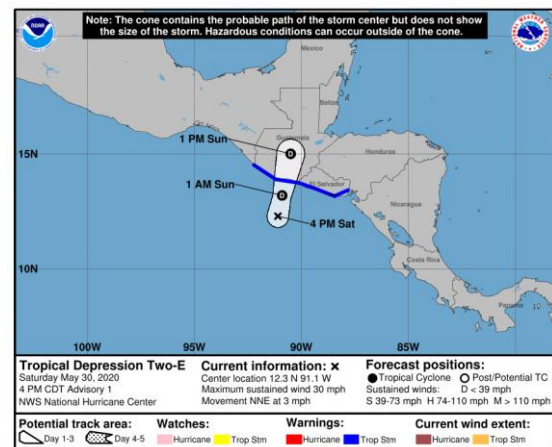 Note: The cone contains the probable path of the storm center but does not show
the size of the storm. Hazardous conditions can occur outside of the cone.
NOAA
Mexico
Belize
1 PM Sun
Guatemala
D
15N
Honduras
1 AM Sun
D
El Salvador
Nicaragua
4 PM Sat
10N
Costa Rica
Panama
100W
95W
90W
85W
Tropical Depression Two-E
Saturday May 30, 2020
4 PM CDT Advisory 1
NWS National Hurricane Center
Current information: x
Center location 12.3 N 91.1 W
Maximum sustained wind 30 mph
Movement NNE at 3 mph
Forecast positions:
Tropical Cyclone Post/Potential TC
Sustained winds: D < 39 mph
S 39-73 mph H 74-110 mph M > 110 mph
Potential track area:
Day 1-3 Day 4-5
Watches:
Hurricane Trop Stm
Warnings:
Hurricane Trop Stm
Current wind extent:
Hurricane Trop Stm